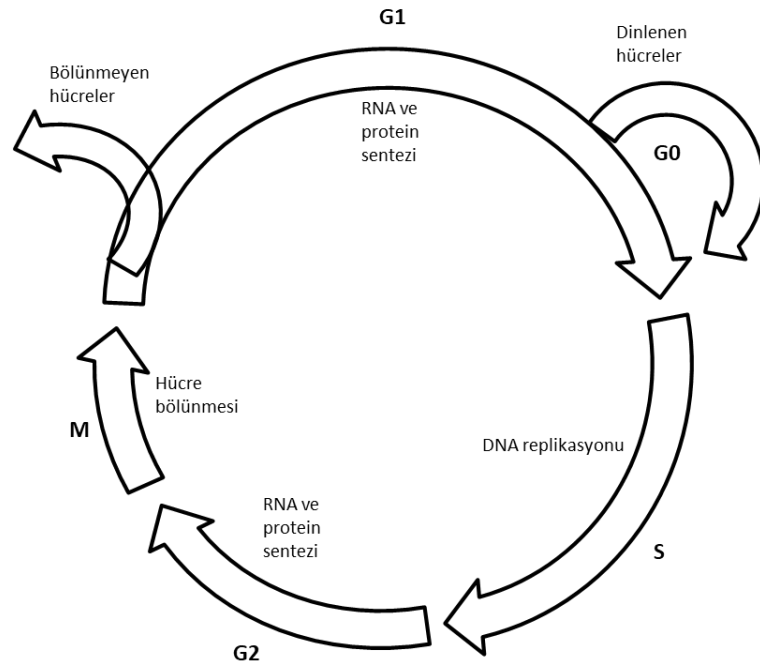 G1
Dinlenen
hücreler
Bölünmeyen
hücreler
RNA ve
protein
sentezi
G0
Hücre
bölünmesi
M
DNA replikasyonu
RNA ve
protein
sentezi
S
G2